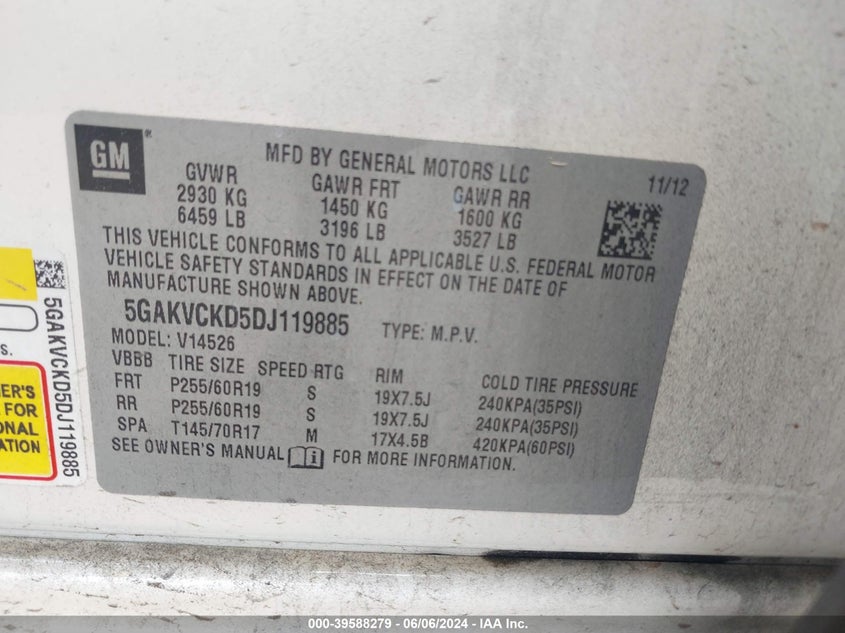 GM ®
MFD BY GENERAL MOTORS LLC
11/12
GVWR GAWR FRT GAWR RR
2930 KG 1450 KG 1600 KG
6459 LB 3196 LB 3527 LB
THIS VEHICLE CONFORMS TO ALL APPLICABLE U.S. FEDERAL MOTOR
VEHICLE SAFETY STANDARDS IN EFFECT ON THE DATE OF
MANUFACTURE SHOWN ABOVE.
5GAKVCKD5DJ119885 TYPE: M.P.V.
MODEL: V14526
VBBB TIRE SIZE SPEED RTG RIM COLD TIRE PRESSURE
FRT P255/60R19 S 19X7.5J 240KPA(35PSI)
RR P255/60R19 S 19X7.5J 240KPA(35PSI)
SPA T145/70R17 M 17X4.5B 420KPA(60PSI)
SEE OWNER'S MANUAL i FOR MORE INFORMATION.
5GAKVCKD5DJ119885
FOR
000-39588279 - 06/06/2024 - IAA Inc.